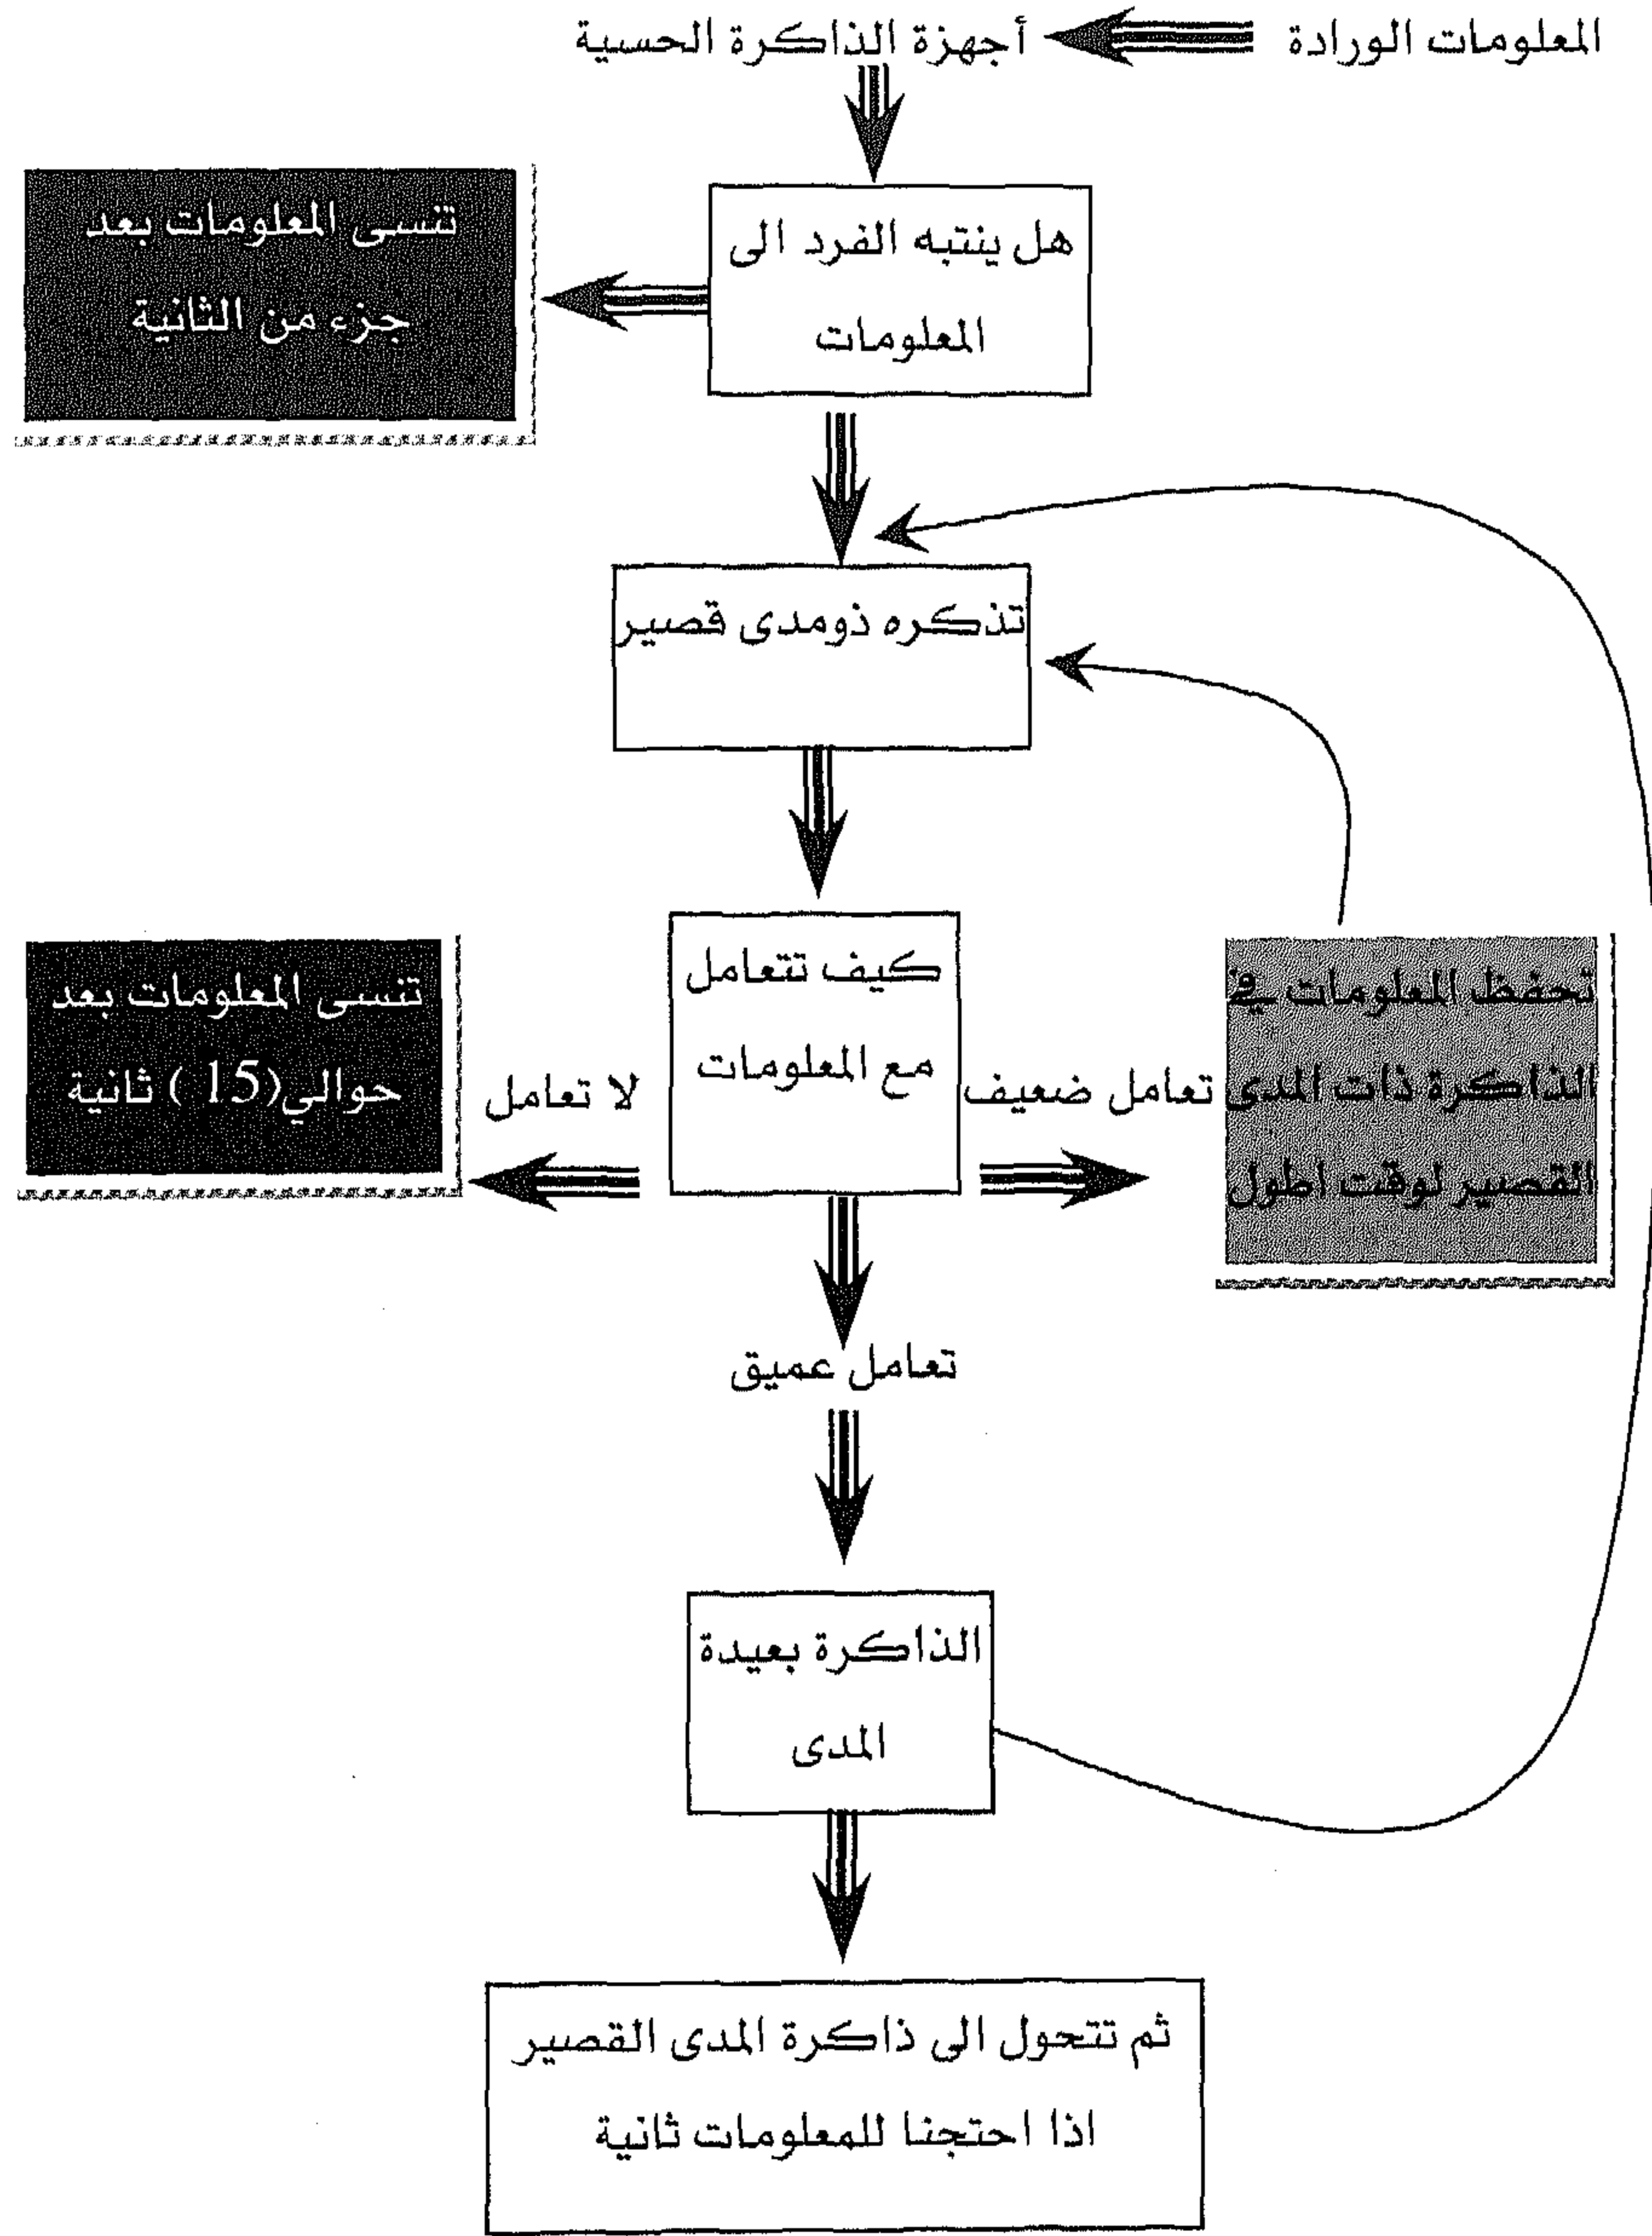 المعلومات الورادة
أجهزة الذاكرة الحسية
هل ينتبه الفرد الى
المعلومات
تنسى المعلومات بعد
جزء من الثانية
تذكره ذومدى قصير
كيف تتعامل
مع المعلومات
تعامل ضعيف
تحفظ المعلومات في
الذاكرة ذات المدى
القصير لوقت اطول
لا تعامل
تنسى المعلومات بعد
حوالي(15 ) ثانية
تعامل عميق
الذاكرة بعيدة
المدى
ثم تتحول الى ذاكرة المدى القصير
اذا احتجنا للمعلومات ثانية